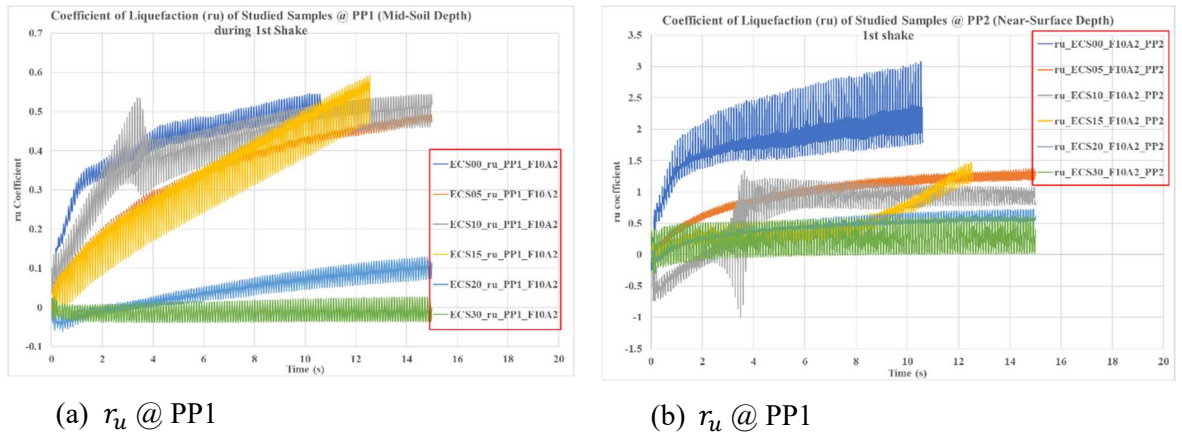 Coefficient of Liquefaction (ru) of Studied Samples @ PP1 (Mid-Soil Depth)
during 1st Shake
0.7
0.6
0.5
0.4
0.3
0.2
0.1
0
-0.1
ru Coefficient
0 2 4 6 8 10 12 14 16 18 20
Time (s)
ECS00_ru_PP1_F10A2
ECS05_ru_PP1_F10A2
ECS10_ru_PP1_F10A2
ECS15_ru_PP1_F10A2
ECS20_ru_PP1_F10A2
ECS30_ru_PP1_F10A2
(a) rᵤ @ PP1
Coefficient of Liquefaction (ru) of Studied Samples @ PP2 (Near-Surface Depth)
1st shake
3.5
3
2.5
2
1.5
1
0.5
0
-0.5
-1
-1.5
ru coefficient
0 2 4 6 8 10 12 14 16 18 20
Time (s)
ru_ECS00_F10A2_PP2
ru_ECS05_F10A2_PP2
ru_ECS10_F10A2_PP2
ru_ECS15_F10A2_PP2
ru_ECS20_F10A2_PP2
ru_ECS30_F10A2_PP2
(b) rᵤ @ PP1